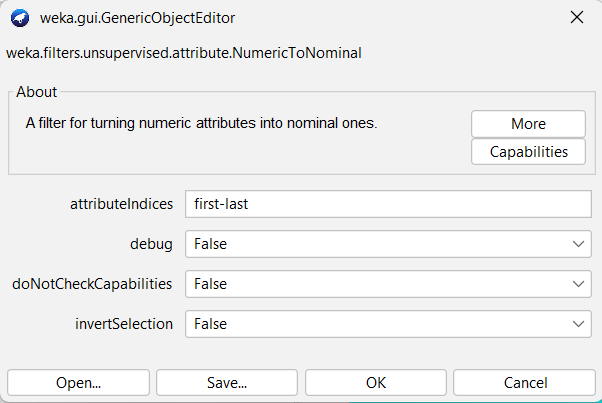 weka.gui.GenericObjectEditor
weka.filters.unsupervised.attribute.NumericToNominal
About
A filter for turning numeric attributes into nominal ones.
More
Capabilities
attributeIndices first-last
debug False
doNotCheckCapabilities False
invertSelection False
Open... Save... OK Cancel